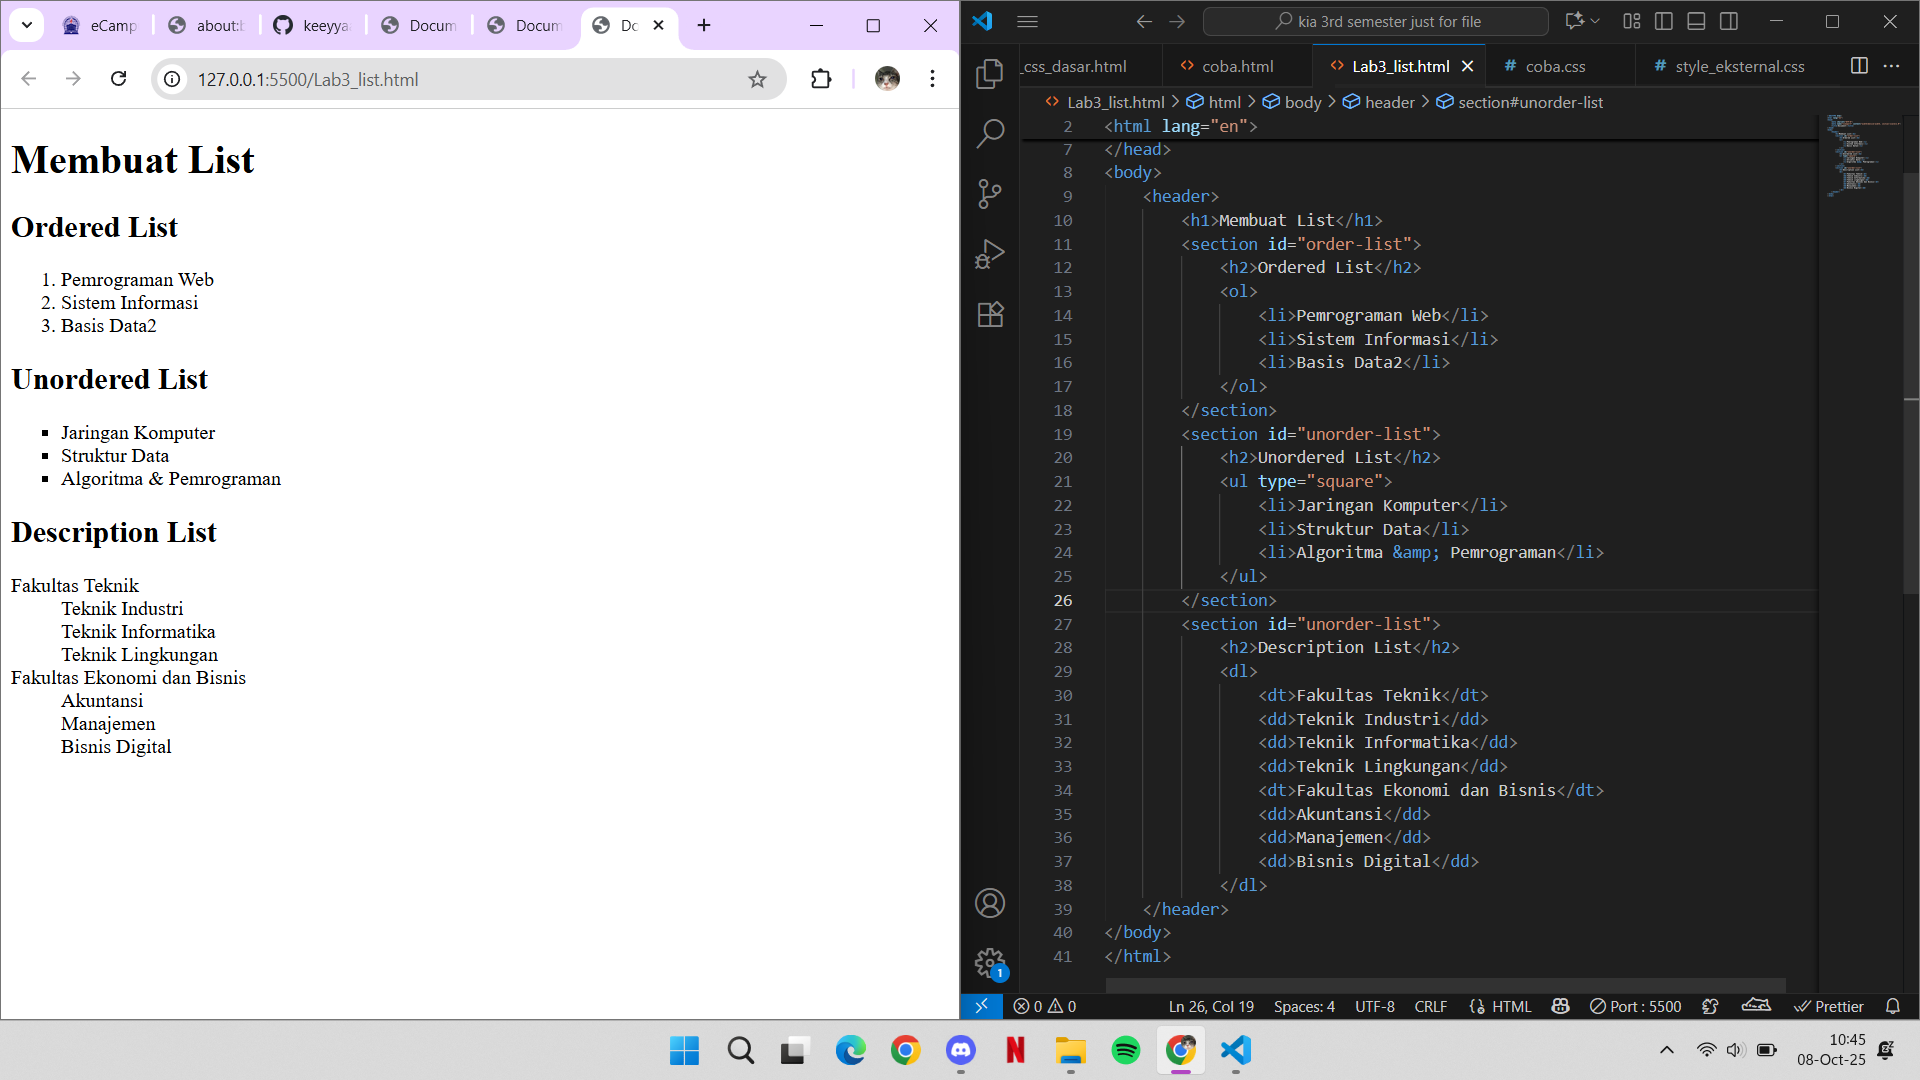 eCamp
about:b
keeyya
Docum
Docum
Do
127.0.0.1:5500/Lab3_list.html
Membuat List
Ordered List
1. Pemrograman Web
2. Sistem Informasi
3. Basis Data2
Unordered List
Jaringan Komputer
Struktur Data
Algoritma & Pemrograman
Description List
Fakultas Teknik
Teknik Industri
Teknik Informatika
Teknik Lingkungan
Fakultas Ekonomi dan Bisnis
Akuntansi
Manajemen
Bisnis Digital
kia 3rd semester just for file
_css_dasar.html
coba.html
Lab3_list.html
# coba.css
# style_eksternal.css
Lab3_list.html > html > body > header > section#unorder-list
2 <html lang="en">
7 </head>
8 <body>
9 <header>
10 <h1>Membuat List</h1>
11 <section id="order-list">
12 <h2>Ordered List</h2>
13 <ol>
14 <li>Pemrograman Web</li>
15 <li>Sistem Informasi</li>
16 <li>Basis Data2</li>
17 </ol>
18 </section>
19 <section id="unorder-list">
20 <h2>Unordered List</h2>
21 <ul type="square">
22 <li>Jaringan Komputer</li>
23 <li>Struktur Data</li>
24 <li>Algoritma &amp; Pemrograman</li>
25 </ul>
26 </section>
27 <section id="unorder-list">
28 <h2>Description List</h2>
29 <dl>
30 <dt>Fakultas Teknik</dt>
31 <dd>Teknik Industri</dd>
32 <dd>Teknik Informatika</dd>
33 <dd>Teknik Lingkungan</dd>
34 <dt>Fakultas Ekonomi dan Bisnis</dt>
35 <dd>Akuntansi</dd>
36 <dd>Manajemen</dd>
37 <dd>Bisnis Digital</dd>
38 </dl>
39 </header>
40 </body>
41 </html>
1
0 0 Ln 26, Col 19 Spaces: 4 UTF-8 CRLF {} HTML Port : 5500 Prettier
10:45
08-Oct-25